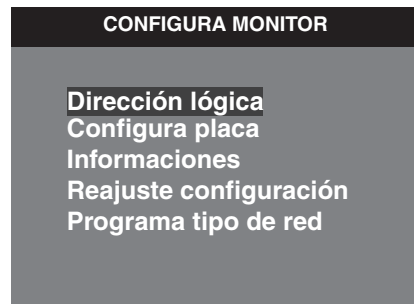 CONFIGURA MONITOR
Dirección lógica
Configura placa
Informaciones
Reajuste configuración
Programa tipo de red